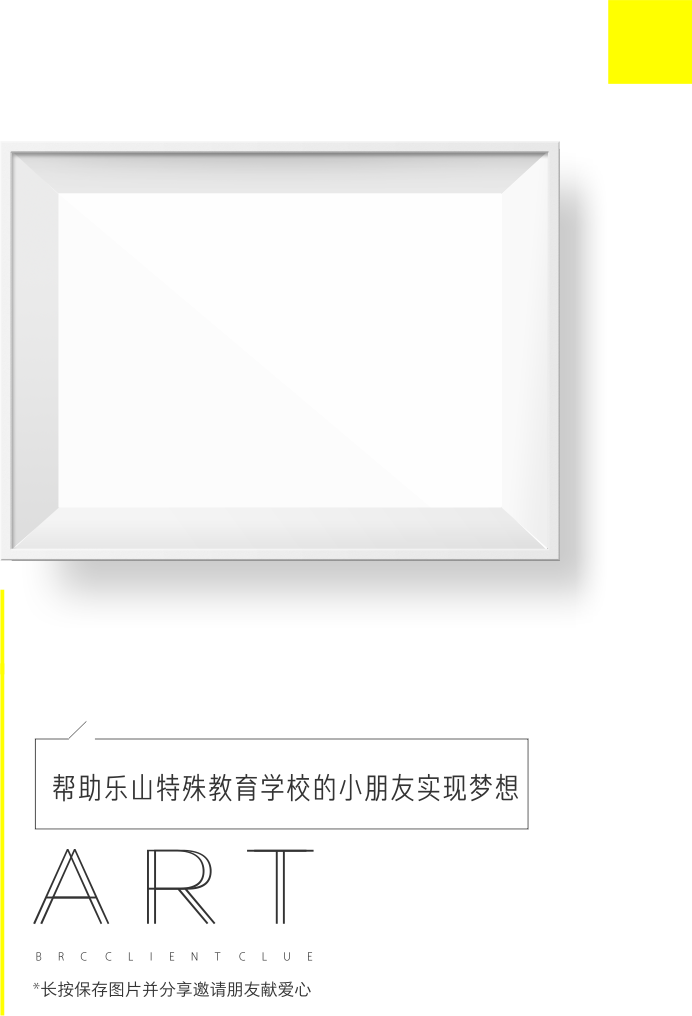 帮助乐山特殊教育学校的小朋友实现梦想
ART
BRCCLIENTCLUE
*长按保存图片并分享邀请朋友献爱心